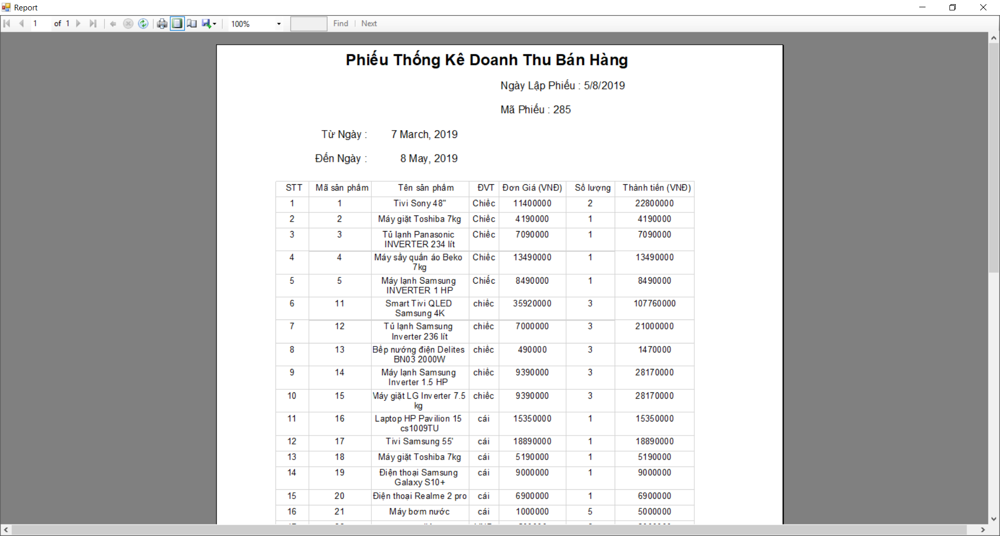 Report
1 of 1 100% Find Next
Phiếu Thống Kê Doanh Thu Bán Hàng
Ngày Lập Phiếu : 5/8/2019
Mã Phiếu : 285
Từ Ngày : 7 March, 2019
Đến Ngày : 8 May, 2019
STT Mã sản phẩm Tên sản phẩm ĐVT Đơn Giá (VNĐ) Số lượng Thành tiền (VNĐ)
1 1 Tivi Sony 48" Chiếc 11400000 2 22800000
2 2 Máy giặt Toshiba 7kg Chiếc 4190000 1 4190000
3 3 Tủ lạnh Panasonic Chiếc 7090000 1 7090000
INVERTER 234 lít
4 4 Máy sấy quần áo Beko Chiếc 13490000 1 13490000
7kg
5 5 Máy lạnh Samsung Chiếc 8490000 1 8490000
INVERTER 1 HP
6 11 Smart Tivi QLED chiếc 35920000 3 107760000
Samsung 4K
7 12 Tủ lạnh Samsung chiếc 7000000 3 21000000
Inverter 236 lít
8 13 Bếp nướng điện Delites chiếc 490000 3 1470000
BN03 2000W
9 14 Máy lạnh Samsung chiếc 9390000 3 28170000
Inverter 1.5 HP
10 15 Máy giặt LG Inverter 7.5 chiếc 9390000 3 28170000
kg
11 16 Laptop HP Pavilion 15 cái 15350000 1 15350000
cs1009TU
12 17 Tivi Samsung 55' cái 18890000 1 18890000
13 18 Máy giặt Toshiba 7kg cái 5190000 1 5190000
14 19 Điện thoại Samsung cái 9000000 1 9000000
Galaxy S10+
15 20 Điện thoại Realme 2 pro cái 6900000 1 6900000
16 21 Máy bơm nước cái 1000000 5 5000000